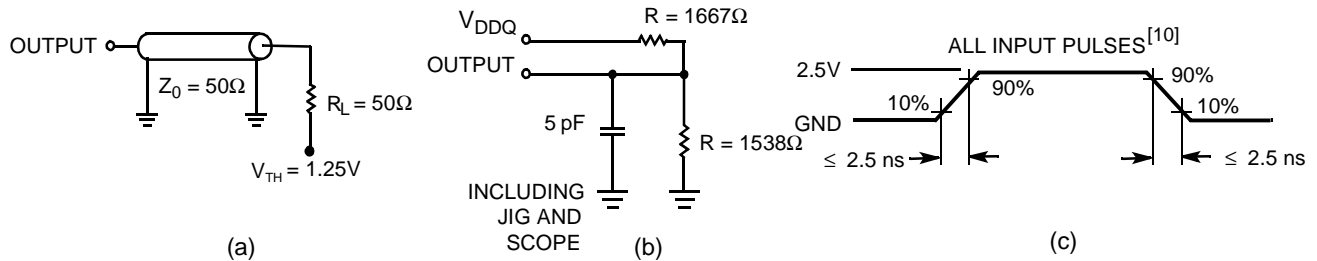 OUTPUT
Z0 = 50Ω
RL = 50Ω
VTH = 1.25V
(a)
R = 1667Ω
VDDQ
OUTPUT
5 pF
R = 1538Ω
INCLUDING
JIG AND
SCOPE
(b)
ALL INPUT PULSES[10]
2.5V
90%
90%
10%
10%
GND
≤ 2.5 ns
≤ 2.5 ns
(c)